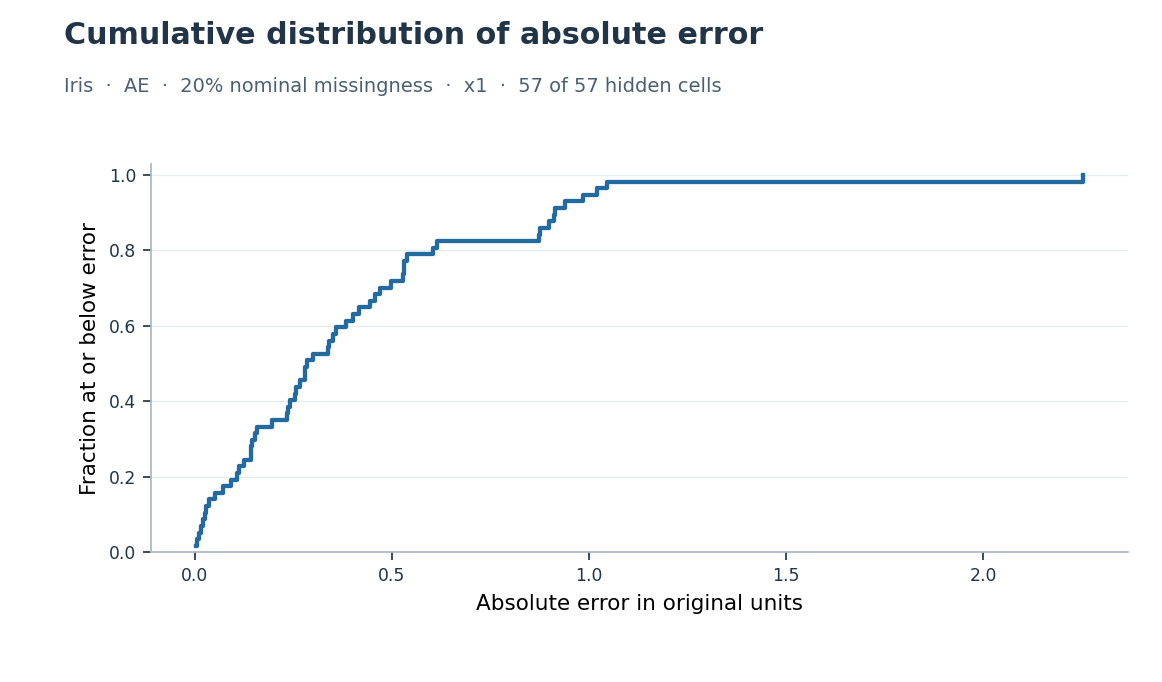 Cumulative distribution of absolute error
Iris · AE · 20% nominal missingness · x1 · 57 of 57 hidden cells
Fraction at or below error
1.0
0.8
0.6
0.4
0.2
0.0
0.0 0.5 1.0 1.5 2.0
Absolute error in original units